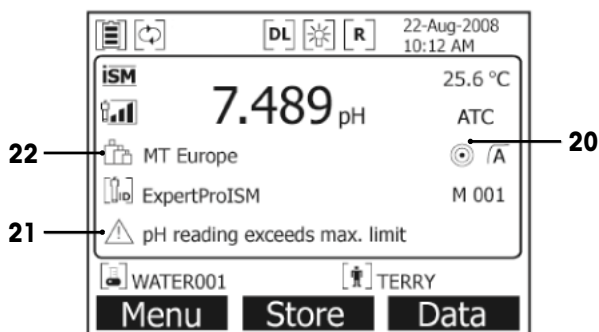 DL R 22-Aug-2008
10:12 AM
iSM 25.6 °C
7.489 pH ATC
20
22 MT Europe A
ID ExpertProISM M 001
21 pH reading exceeds max. limit
WATER001 TERRY
Menu Store Data